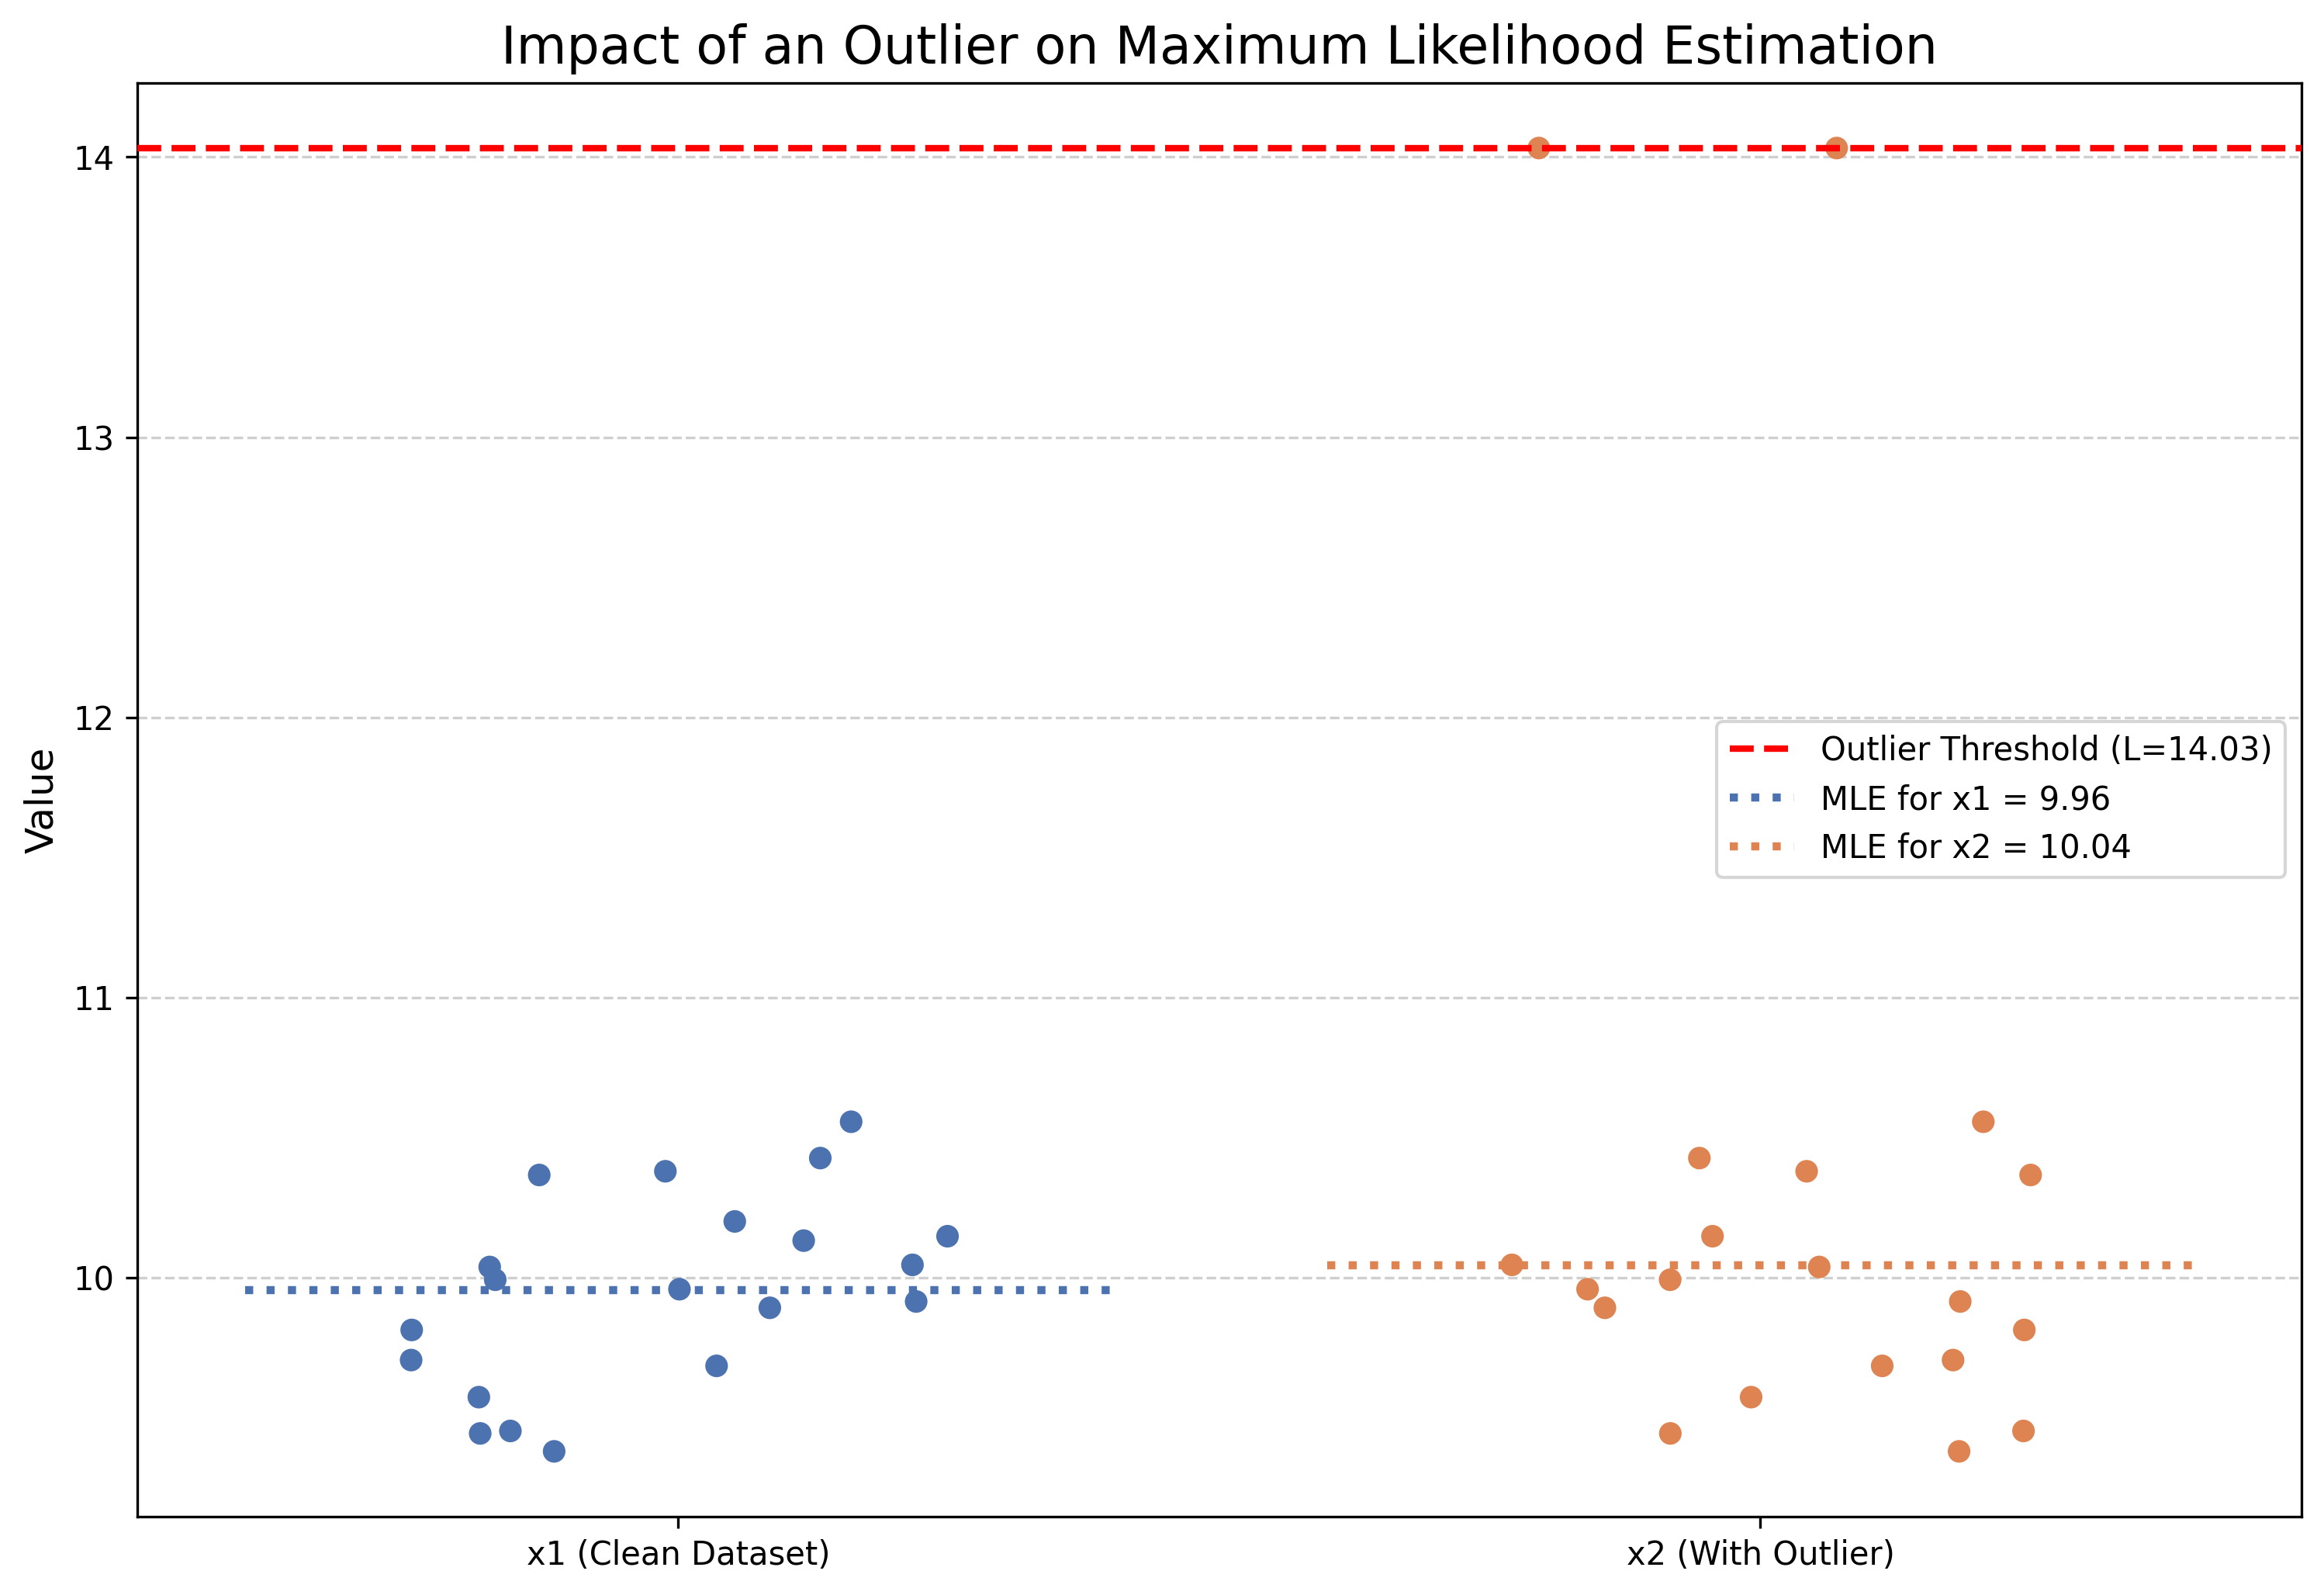 Impact of an Outlier on Maximum Likelihood Estimation
14
13
12
11
10
Value
Outlier Threshold (L=14.03)
MLE for x1 = 9.96
MLE for x2 = 10.04
x1 (Clean Dataset)
x2 (With Outlier)